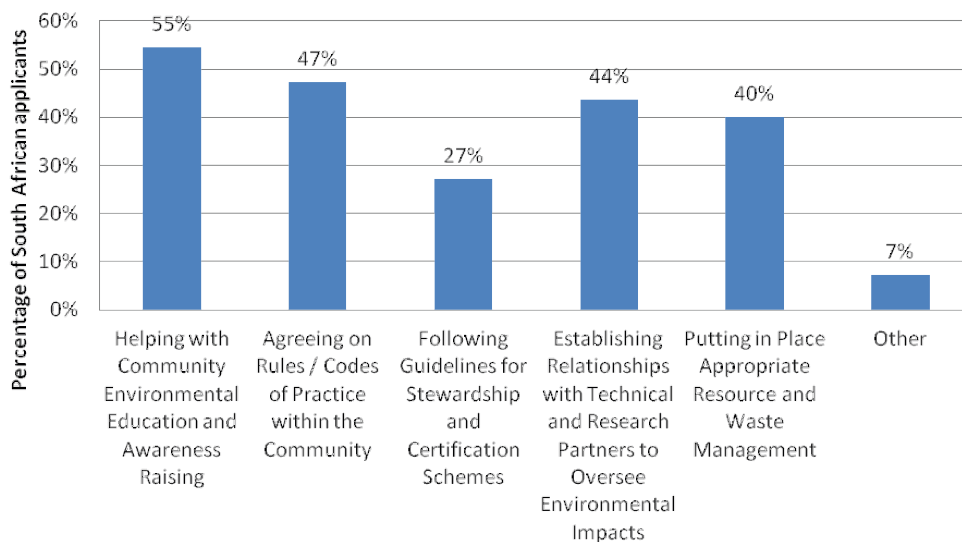 Percentage of South African applicants
60%
50%
40%
30%
20%
10%
0%
55%
47%
27%
44%
40%
7%
Helping with
Community
Environmental
Education and
Awareness
Raising
Agreeing on
Rules / Codes
of Practice
within the
Community
Following
Guidelines for
Stewardship
and
Certification
Schemes
Establishing
Relationships
with Technical
and Research
Partners to
Oversee
Environmental
Impacts
Putting in Place
Appropriate
Resource and
Waste
Management
Other